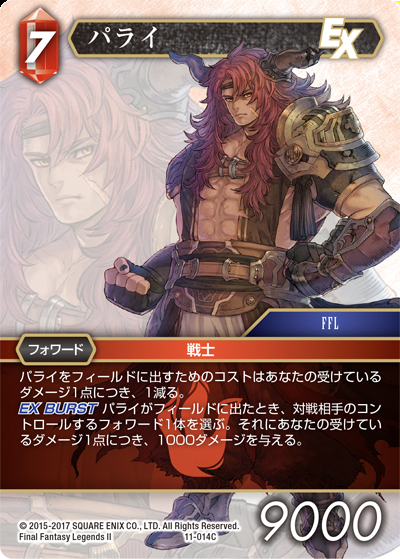 7
パライ
EX
FFL
フォワード
戦士
パライをフィールドに出すためのコストはあなたの受けている
ダメージ1点につき、1減る。
EX BURST パライがフィールドに出たとき、対戦相手のコント
ロールするフォワード1体を選ぶ。それにあなたの受けてい
るダメージ1点につき、1000ダメージを与える。
© 2015-2017 SQUARE ENIX CO., LTD. All Rights Reserved.
Final Fantasy Legends II
11-014C
9000